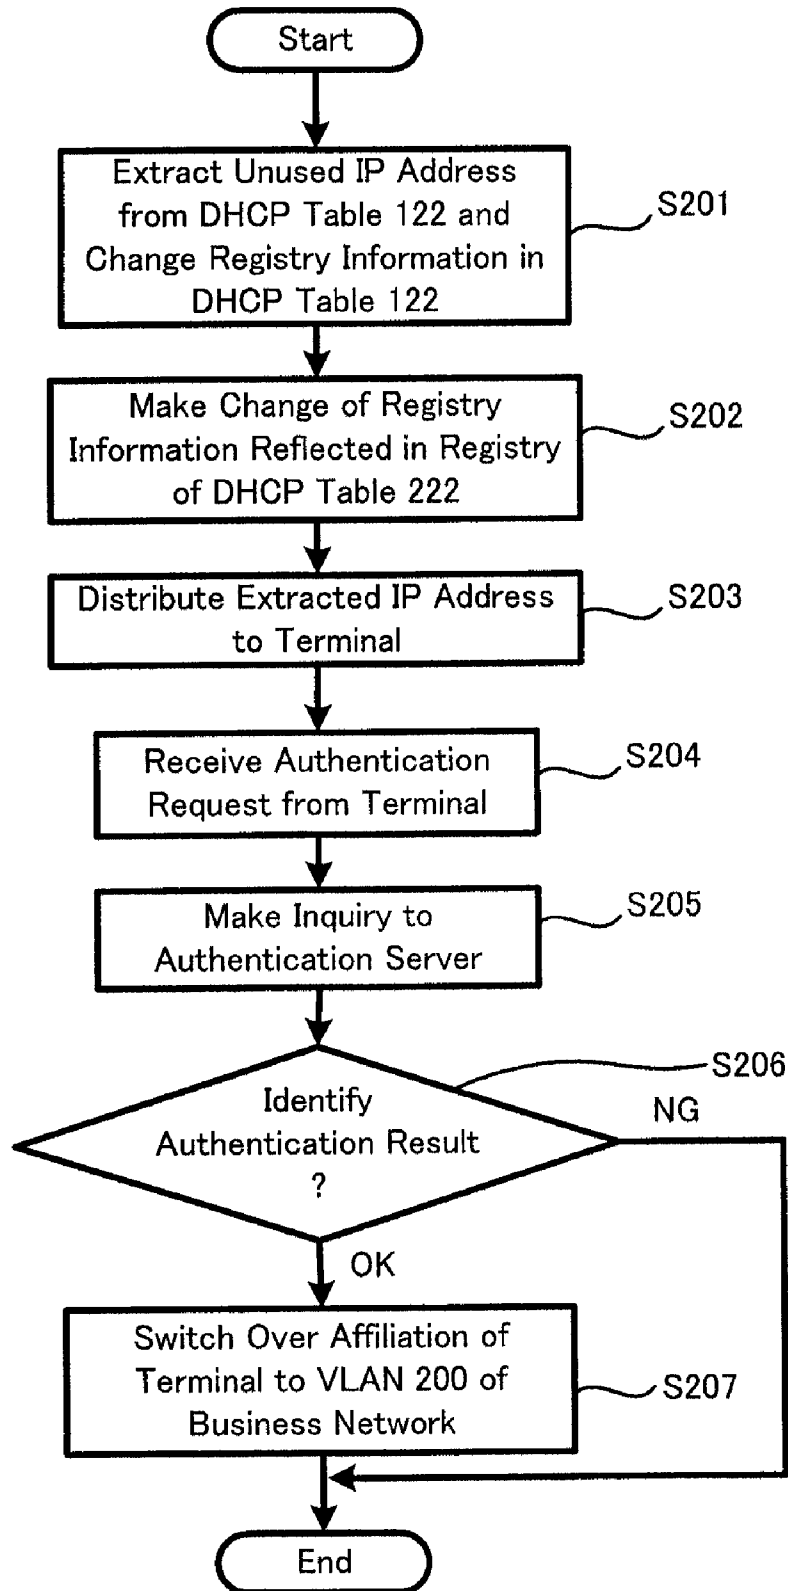 Start
Extract Unused IP Address
from DHCP Table 122 and
Change Registry Information in
DHCP Table 122
S201
Make Change of Registry
Information Reflected in Registry
of DHCP Table 222
S202
Distribute Extracted IP Address
to Terminal
S203
Receive Authentication
Request from Terminal
S204
Make Inquiry to
Authentication Server
S205
Identify
Authentication Result
?
S206
NG
OK
Switch Over Affiliation of
Terminal to VLAN 200 of
Business Network
S207
End